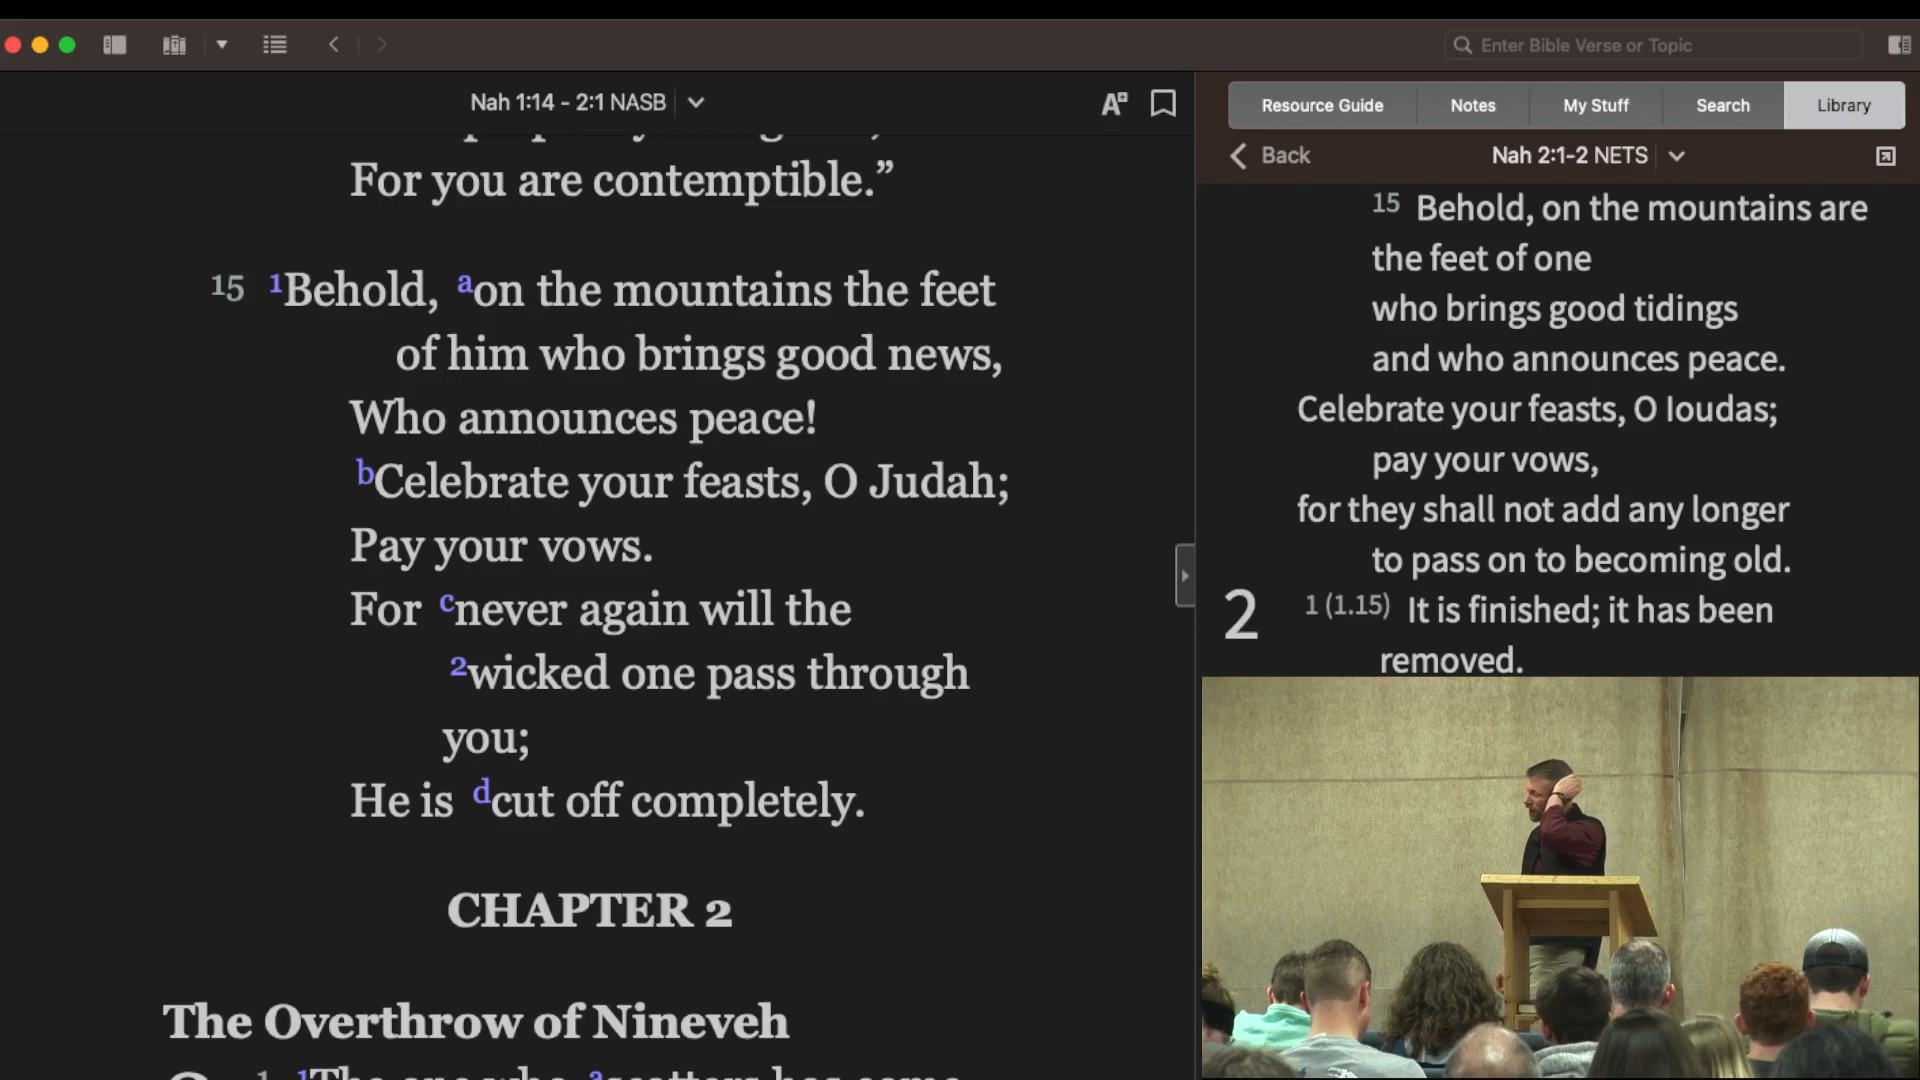 Enter Bible Verse or Topic
Nah 1:14 - 2:1 NASB
For you are contemptible.”
15 1Behold, aon the mountains the feet
of him who brings good news,
Who announces peace!
bCelebrate your feasts, O Judah;
Pay your vows.
For cnever again will the
2wicked one pass through
you;
He is dcut off completely.
CHAPTER 2
The Overthrow of Nineveh
1The one who ascatters has come
Resource Guide
Notes
My Stuff
Search
Library
Back
Nah 2:1-2 NETS
15 Behold, on the mountains are
the feet of one
who brings good tidings
and who announces peace.
Celebrate your feasts, O Ioudas;
pay your vows,
for they shall not add any longer
to pass on to becoming old.
2 1 (1.15) It is finished; it has been
removed.